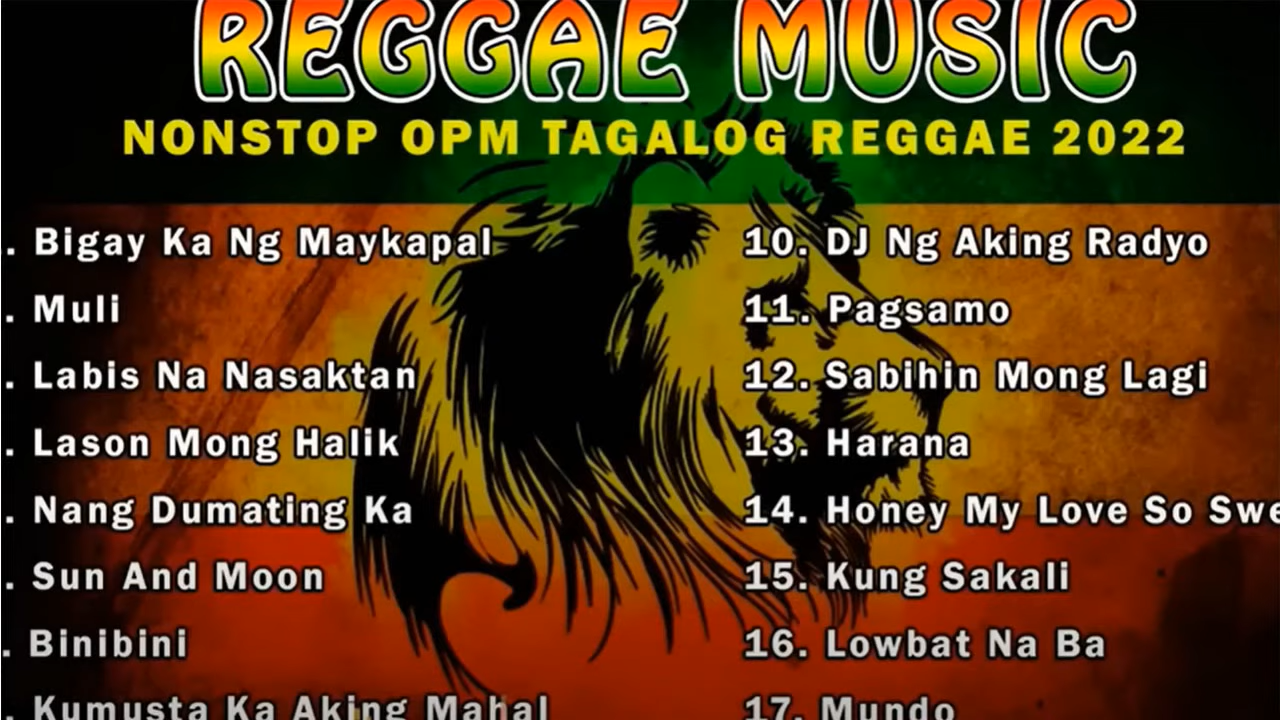 REGGAE MUSIC
NONSTOP OPM TAGALOG REGGAE 2022
. Bigay Ka Ng Maykapal
. Muli
. Labis Na Nasaktan
. Lason Mong Halik
. Nang Dumating Ka
. Sun And Moon
. Binibini
. Kumusta Ka Aking Mahal
10. DJ Ng Aking Radyo
11. Pagsamo
12. Sabihin Mong Lagi
13. Harana
14. Honey My Love So Swe
15. Kung Sakali
16. Lowbat Na Ba
17. Mundo